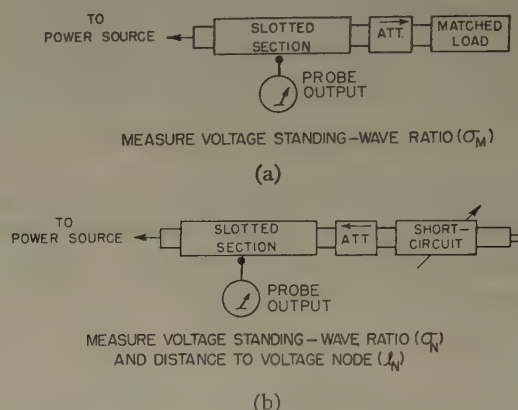 TO
POWER SOURCE
SLOTTED
SECTION
ATT.
MATCHED
LOAD
PROBE
OUTPUT
MEASURE VOLTAGE STANDING-WAVE RATIO (σM)
(a)
TO
POWER SOURCE
SLOTTED
SECTION
ATT
SHORT-
CIRCUIT
PROBE
OUTPUT
MEASURE VOLTAGE STANDING-WAVE RATIO (σN)
AND DISTANCE TO VOLTAGE NODE (ℓN)
(b)